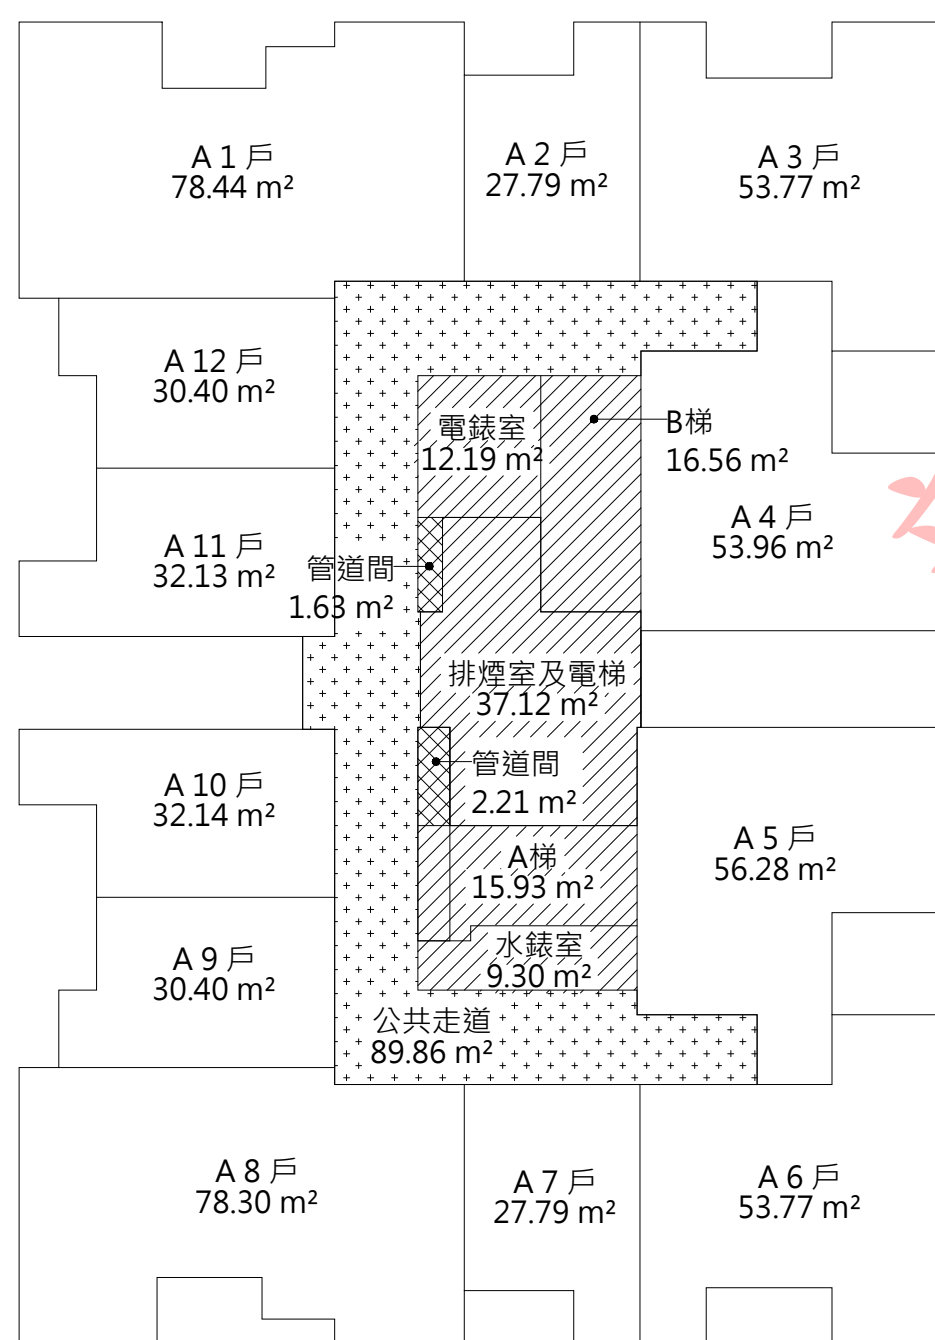 A 1 戶
78.44 m²
A 2 戶
27.79 m²
A 3 戶
53.77 m²
A 12 戶
30.40 m²
電錶室
12.19 m²
B梯
16.56 m²
A 4 戶
53.96 m²
A 11 戶
32.13 m²
管道間
1.63 m²
排煙室及電梯
37.12 m²
管道間
2.21 m²
A 10 戶
32.14 m²
A梯
15.93 m²
A 5 戶
56.28 m²
水錶室
9.30 m²
A 9 戶
30.40 m²
公共走道
89.86 m²
A 8 戶
78.30 m²
A 7 戶
27.79 m²
A 6 戶
53.77 m²